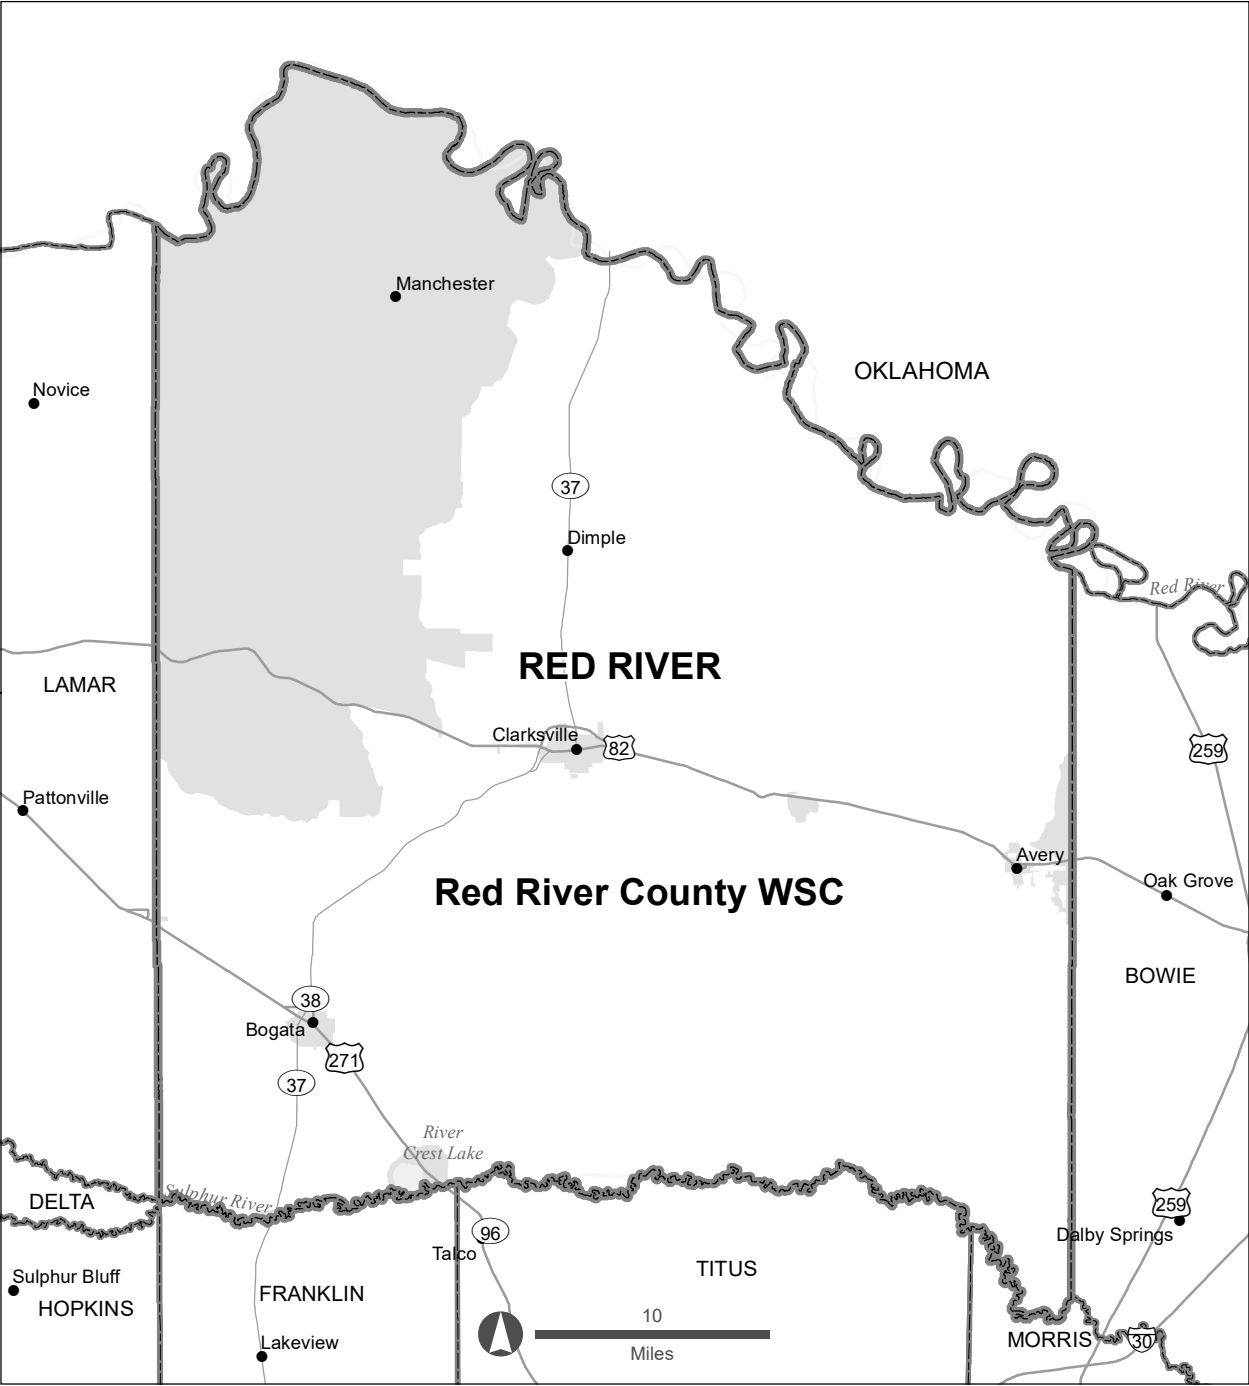 Manchester
OKLAHOMA
Novice
37
Dimple
Red River
RED RIVER
LAMAR
Clarksville
82
259
Pattonville
Avery
Oak Grove
Red River County WSC
BOWIE
38
Bogata
271
37
River
Crest Lake
Sulphur River
DELTA
259
Dalby Springs
96
Talco
TITUS
Sulphur Bluff
HOPKINS
FRANKLIN
10
Miles
MORRIS
30
Lakeview